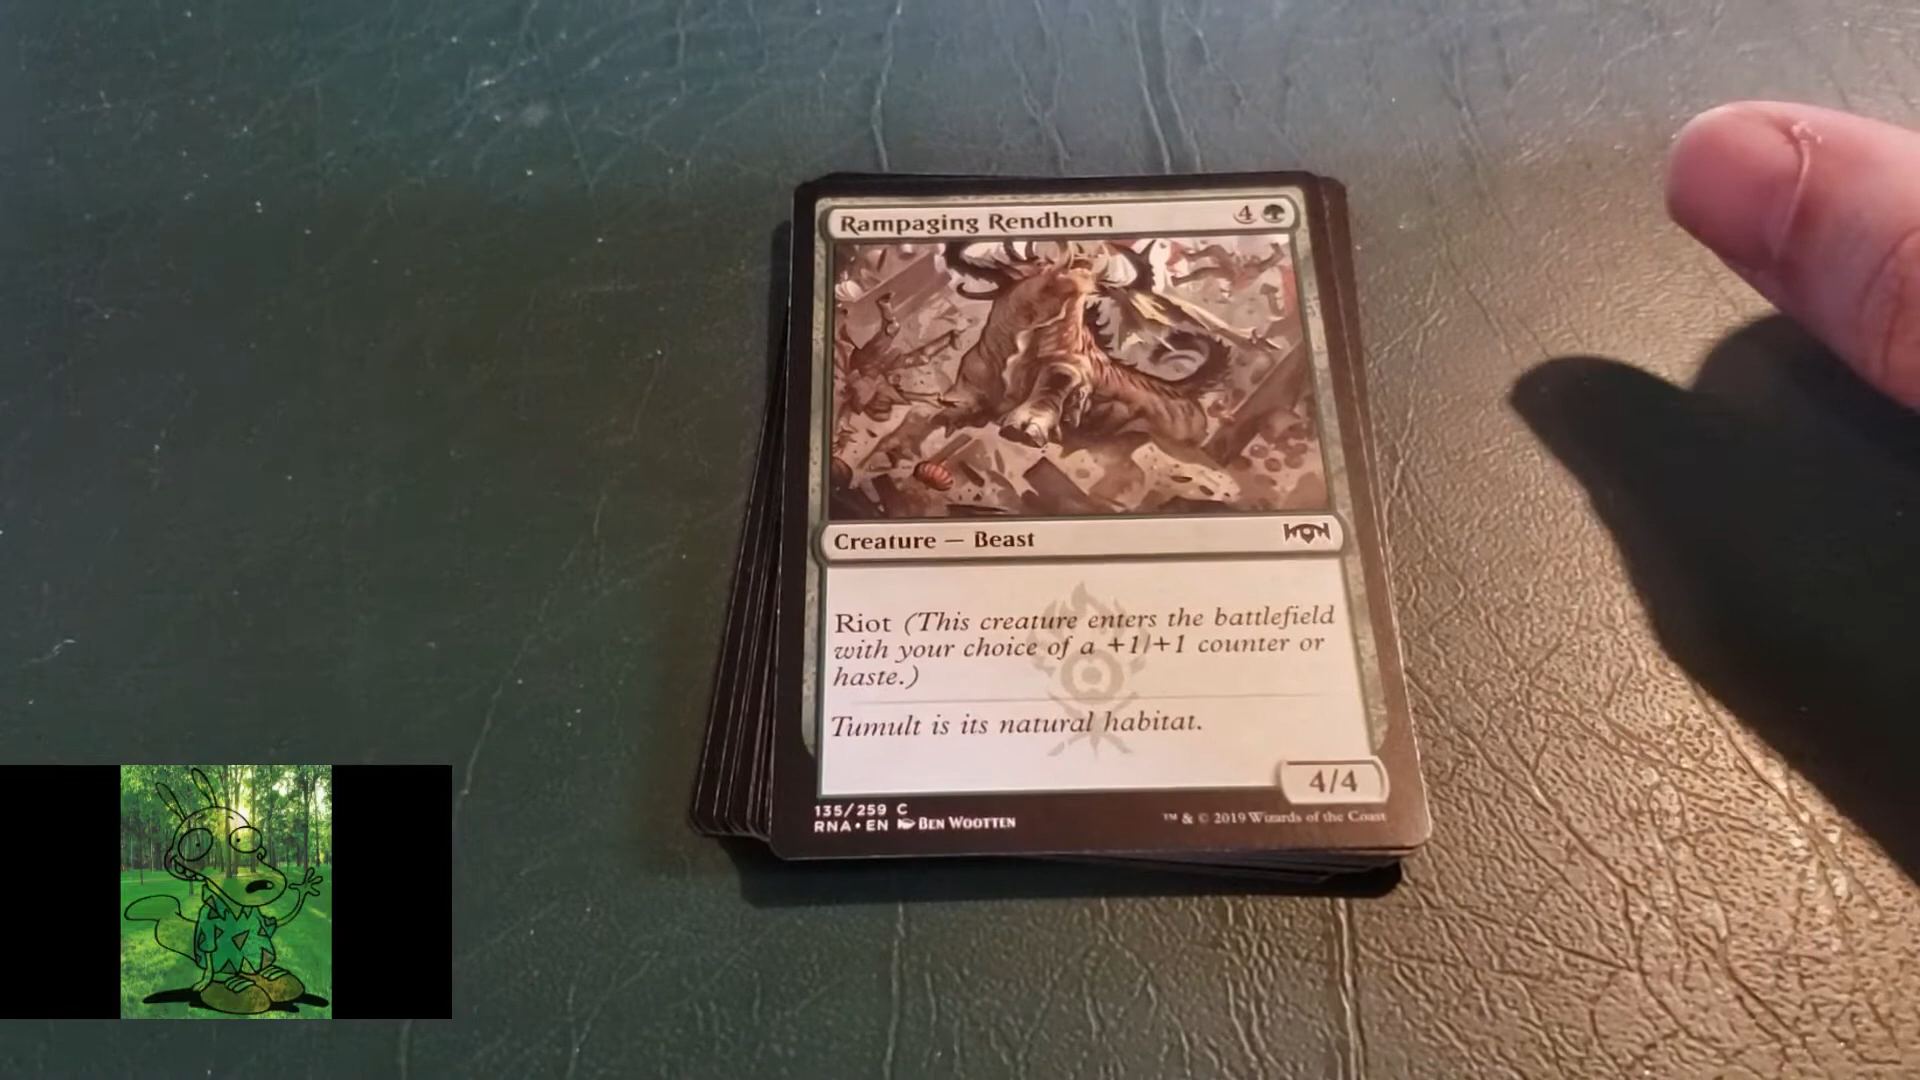 Rampaging Rendhorn 4
Creature — Beast
Riot (This creature enters the battlefield
with your choice of a +1/+1 counter or
haste.)
Tumult is its natural habitat.
4/4
135/259 C
RNA • EN Ben Wootten
™ & © 2019 Wizards of the Coast